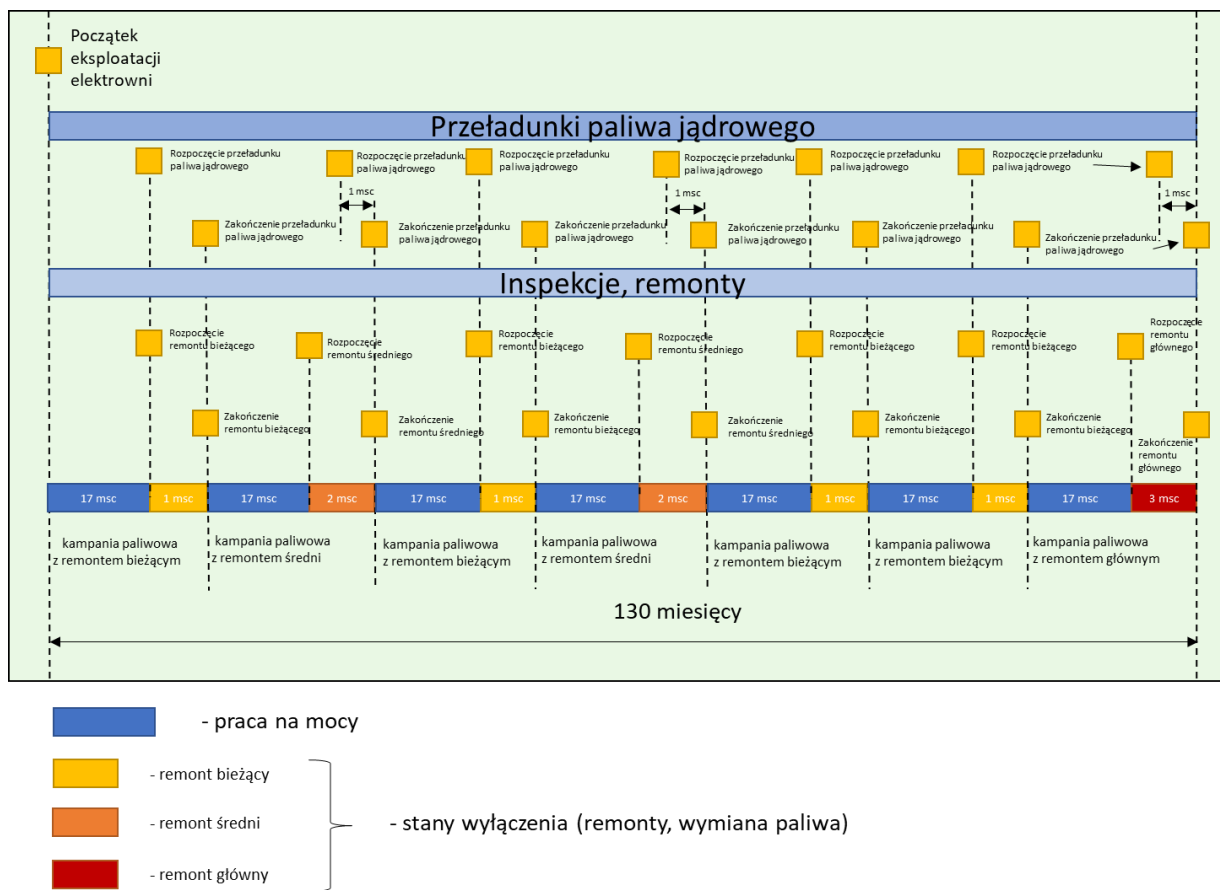 Początek
eksploatacji
elektrowni
Przeładunki paliwa jądrowego
Rozpoczęcie przeładunku
paliwa jądrowego
Rozpoczęcie przeładunku
paliwa jądrowego
Rozpoczęcie przeładunku
paliwa jądrowego
Rozpoczęcie przeładunku
paliwa jądrowego
Rozpoczęcie przeładunku
paliwa jądrowego
Rozpoczęcie przeładunku
paliwa jądrowego
Rozpoczęcie przeładunku
paliwa jądrowego
1 msc
1 msc
1 msc
Zakończenie przeładunku
paliwa jądrowego
Zakończenie przeładunku
paliwa jądrowego
Zakończenie przeładunku
paliwa jądrowego
Zakończenie przeładunku
paliwa jądrowego
Zakończenie przeładunku
paliwa jądrowego
Zakończenie przeładunku
paliwa jądrowego
Zakończenie przeładunku
paliwa jądrowego
Inspekcje, remonty
Rozpoczęcie
remontu bieżącego
Rozpoczęcie
remontu średniego
Rozpoczęcie
remontu bieżącego
Rozpoczęcie
remontu średniego
Rozpoczęcie
remontu bieżącego
Rozpoczęcie
remontu bieżącego
Rozpoczęcie
remontu
głównego
Zakończenie
remontu bieżącego
Zakończenie
remontu średniego
Zakończenie
remontu bieżącego
Zakończenie
remontu średniego
Zakończenie
remontu bieżącego
Zakończenie
remontu bieżącego
Zakończenie
remontu
głównego
17 msc
1 msc
17 msc
2 msc
17 msc
1 msc
17 msc
2 msc
17 msc
1 msc
17 msc
1 msc
17 msc
3 msc
kampania paliwowa
z remontem bieżącym
kampania paliwowa
z remontem średni
kampania paliwowa
z remontem bieżącym
kampania paliwowa
z remontem średni
kampania paliwowa
z remontem bieżącym
kampania paliwowa
z remontem bieżącym
kampania paliwowa
z remontem głównym
130 miesięcy
- praca na mocy
- remont bieżący
- remont średni
- stany wyłączenia (remonty, wymiana paliwa)
- remont główny